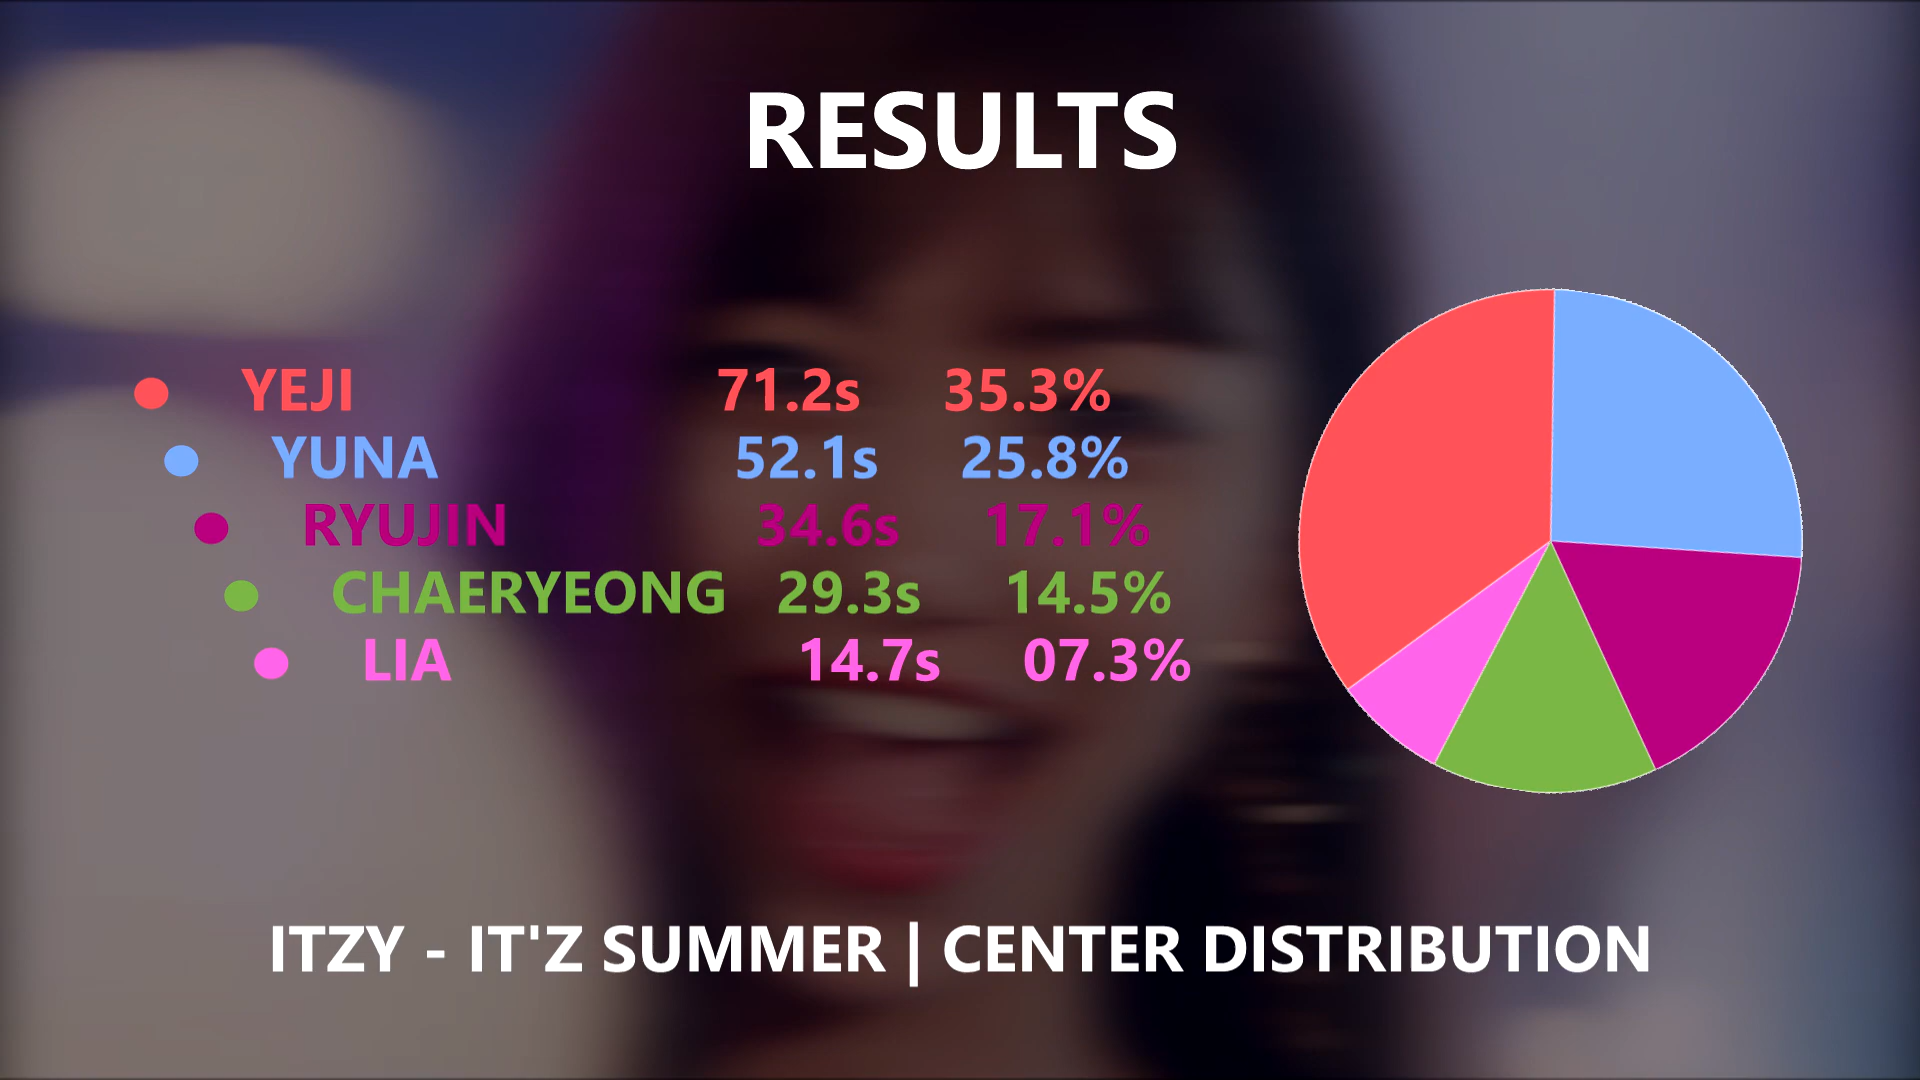 RESULTS
YEJI 71.2s 35.3%
YUNA 52.1s 25.8%
RYUJIN 34.6s 17.1%
CHAERYEONG 29.3s 14.5%
LIA 14.7s 07.3%
ITZY - IT'Z SUMMER | CENTER DISTRIBUTION